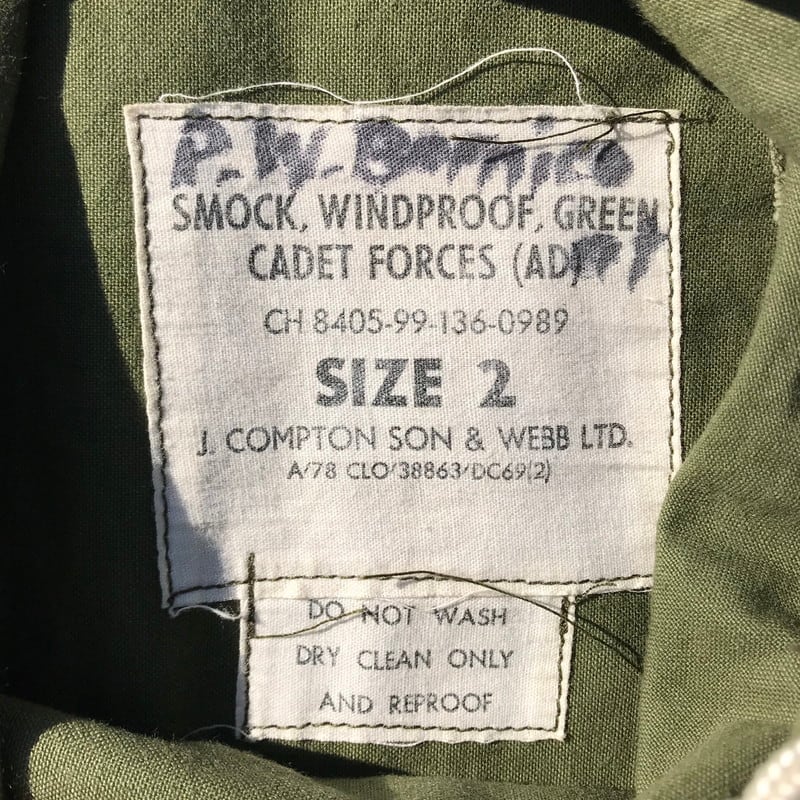 P.W.
SMOCK, WINDPROOF, GREEN
CADET FORCES (AD)
CH 8405-99-136-0989
SIZE 2
J. COMPTON SON & WEBB LTD.
A/78 CLO/38863/DC69(2)
DO NOT WASH
DRY CLEAN ONLY
AND REPROOF